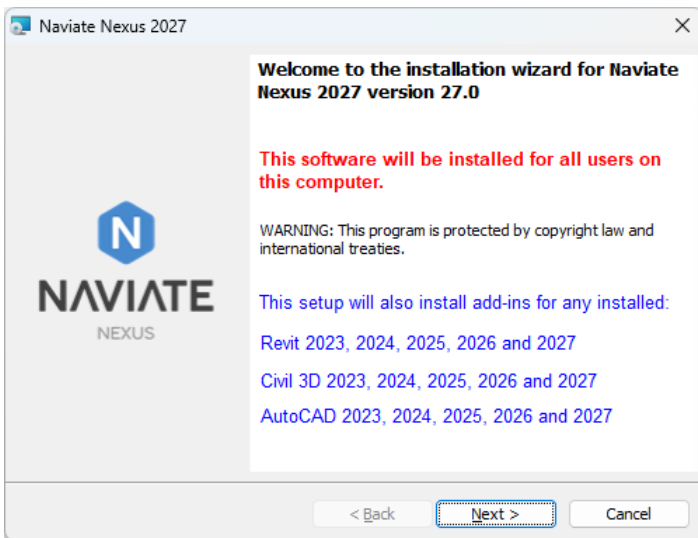 Naviate Nexus 2027
Welcome to the installation wizard for Naviate
Nexus 2027 version 27.0
This software will be installed for all users on
this computer.
WARNING: This program is protected by copyright law and
international treaties.
N
NAVIATE
NEXUS
This setup will also install add-ins for any installed:
Revit 2023, 2024, 2025, 2026 and 2027
Civil 3D 2023, 2024, 2025, 2026 and 2027
AutoCAD 2023, 2024, 2025, 2026 and 2027
< Back
Next >
Cancel